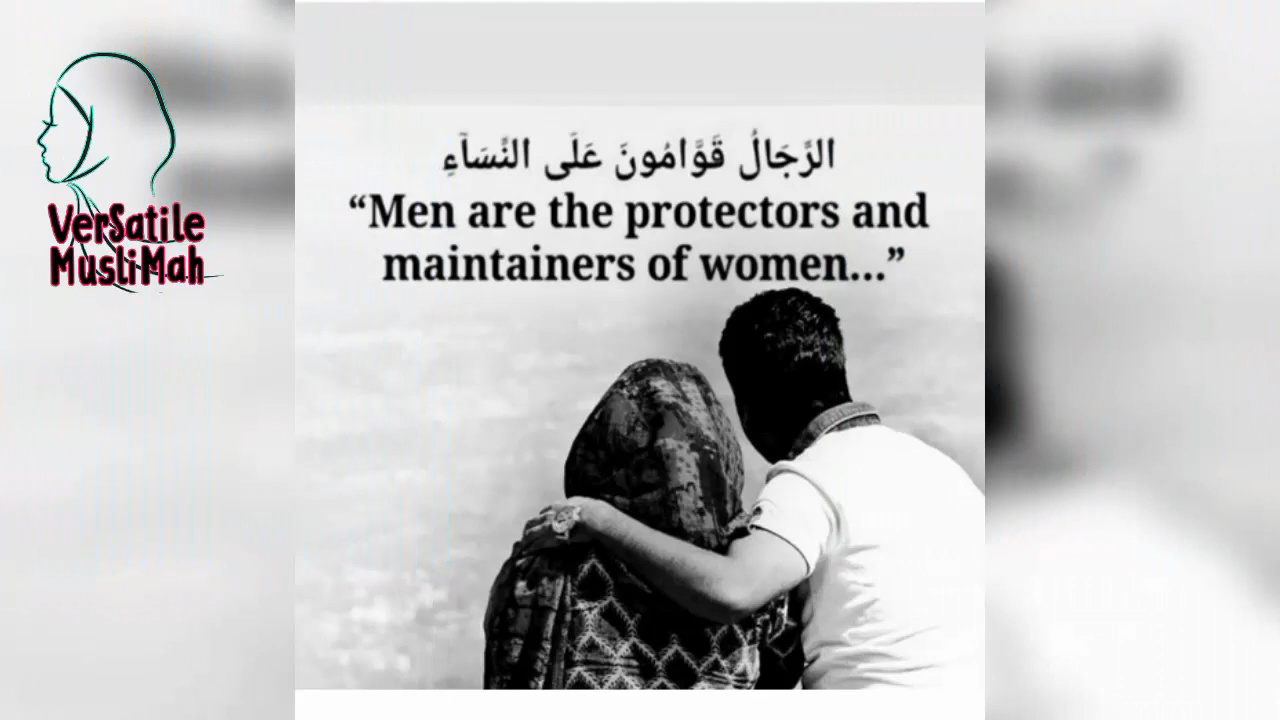 VerSatile
MusliMah
الرِّجَالُ قَوَّامُونَ عَلَى النِّسَآءِ
“Men are the protectors and
maintainers of women...”